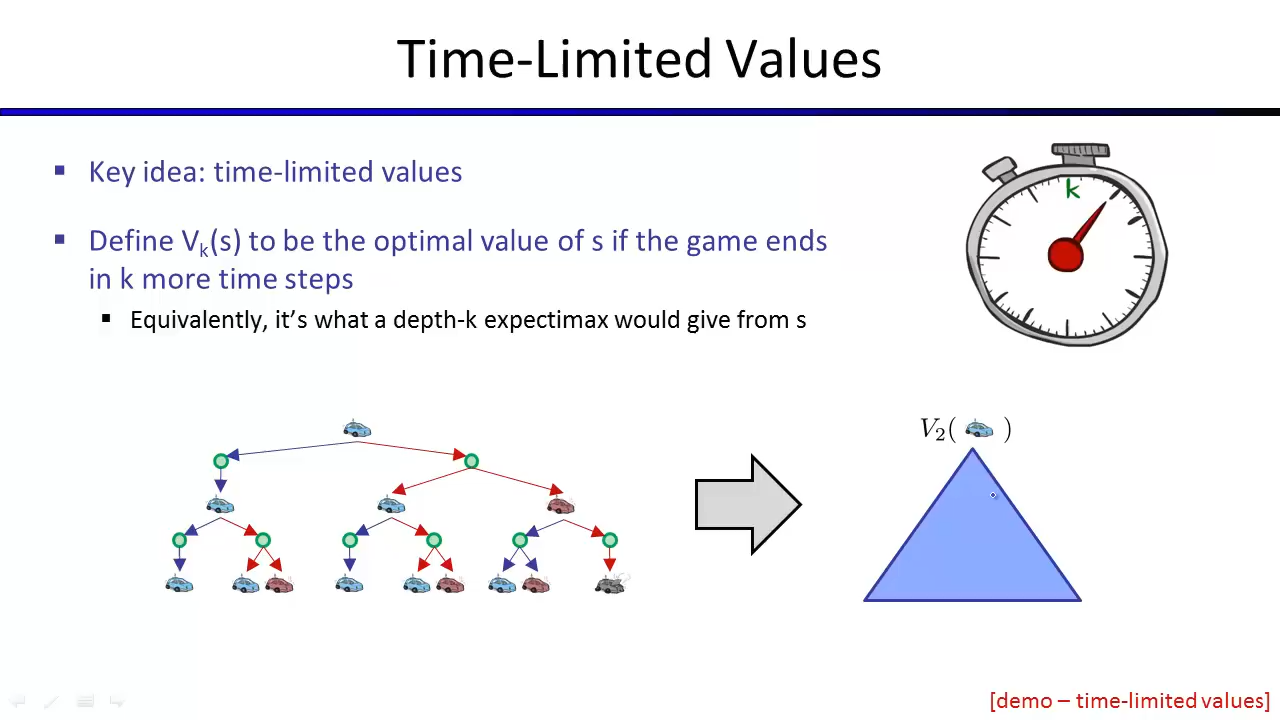 Time-Limited Values
▪ Key idea: time-limited values
▪ Define Vk(s) to be the optimal value of s if the game ends
in k more time steps
▪ Equivalently, it's what a depth-k expectimax would give from s
k
V2( )
[demo – time-limited values]